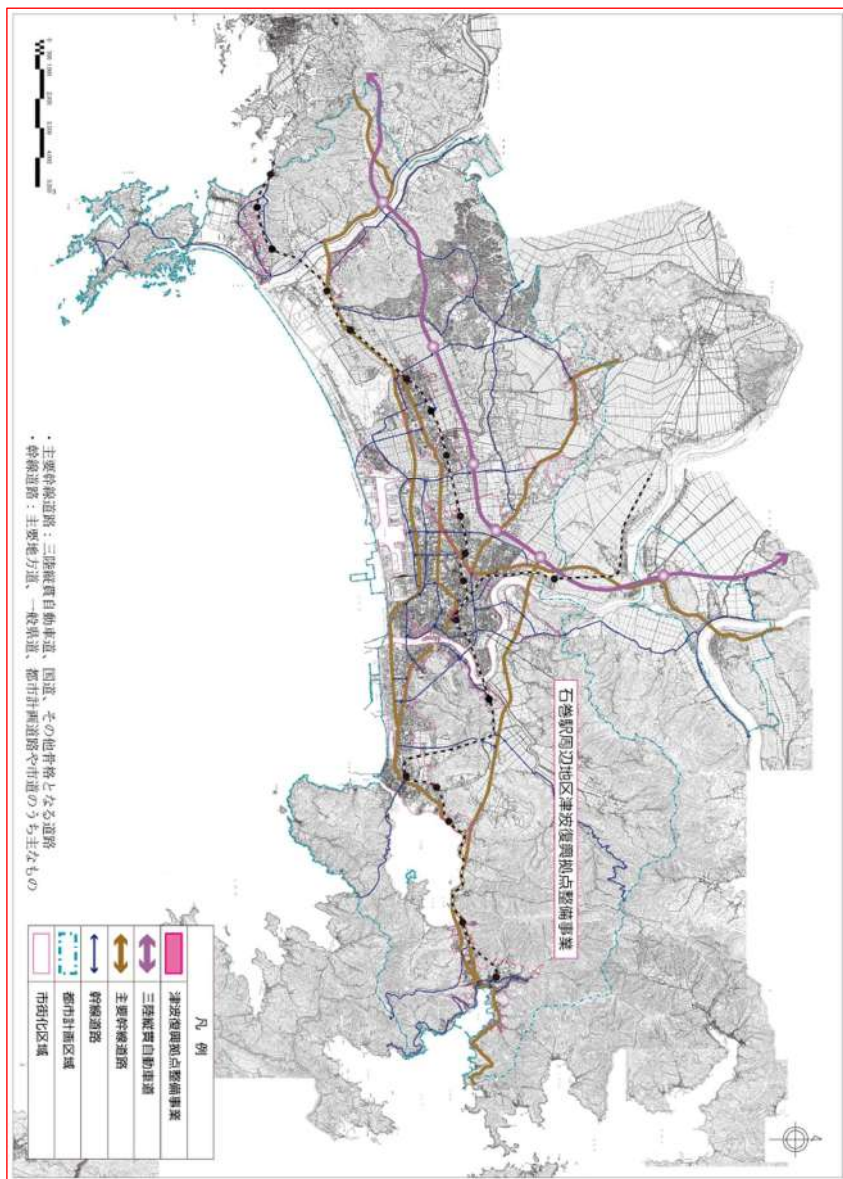 石巻駅周辺地区津波復興拠点整備事業
・主要幹線道路：三陸縦貫自動車道、国道、その他骨格となる道路
・幹線道路：主要地方道、一般県道、都市計画道路や市道のうち主なもの
凡 例
津波復興拠点整備事業
三陸縦貫自動車道
主要幹線道路
幹線道路
都市計画区域
市街化区域